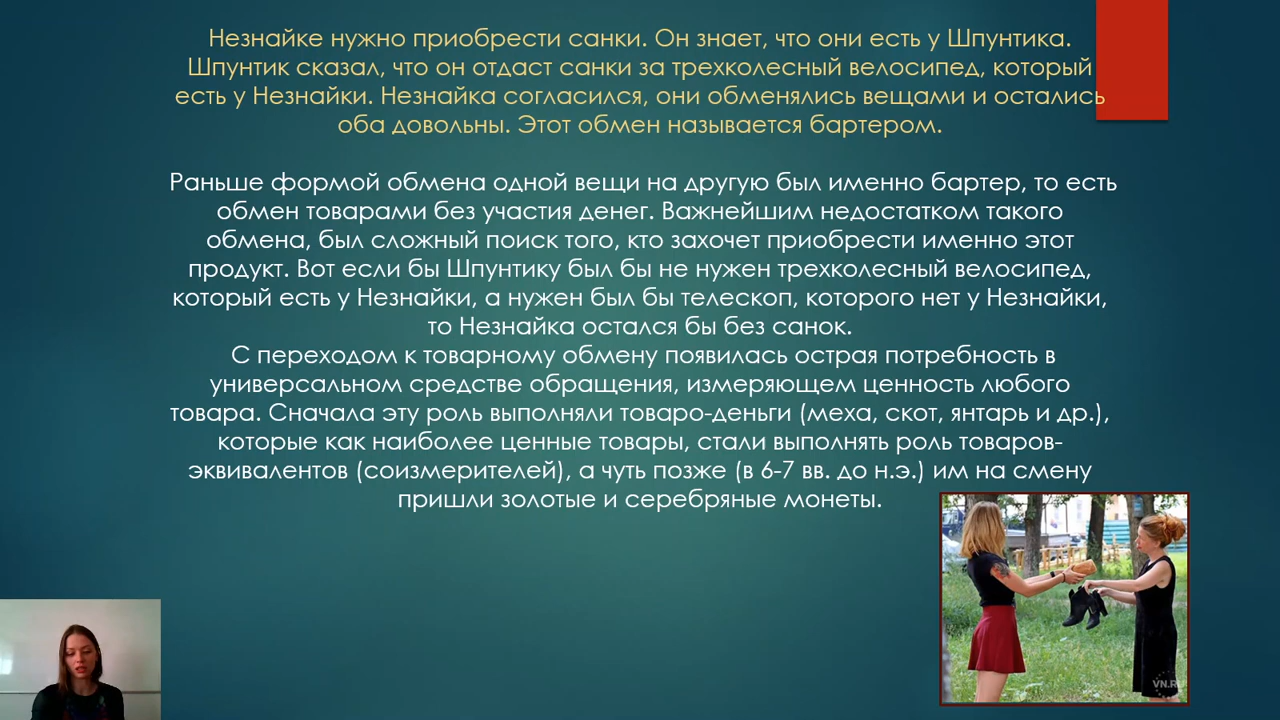 Незнайке нужно приобрести санки. Он знает, что они есть у Шпунтика.
Шпунтик сказал, что он отдаст санки за трехколесный велосипед, который
есть у Незнайки. Незнайка согласился, они обменялись вещами и остались
оба довольны. Этот обмен называется бартером.
Раньше формой обмена одной вещи на другую был именно бартер, то есть
обмен товарами без участия денег. Важнейшим недостатком такого
обмена, был сложный поиск того, кто захочет приобрести именно этот
продукт. Вот если бы Шпунтику был бы не нужен трехколесный велосипед,
который есть у Незнайки, а нужен был бы телескоп, которого нет у Незнайки,
то Незнайка остался бы без санок.
С переходом к товарному обмену появилась острая потребность в
универсальном средстве обращения, измеряющем ценность любого
товара. Сначала эту роль выполняли товаро-деньги (меха, скот, янтарь и др.),
которые как наиболее ценные товары, стали выполнять роль товаров-
эквивалентов (соизмерителей), а чуть позже (в 6-7 вв. до н.э.) им на смену
пришли золотые и серебряные монеты.
VN.RU